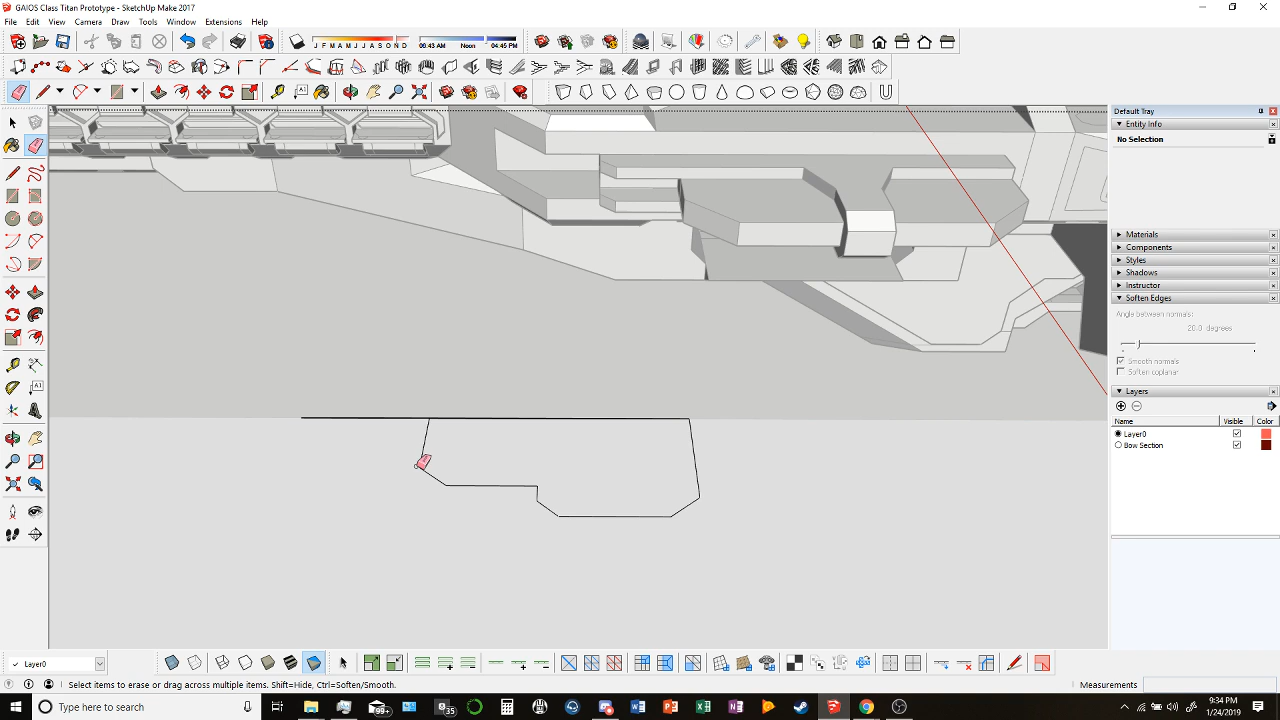 GAIOS Class Titan Prototype - SketchUp Make 2017
File Edit View Camera Draw Tools Window Extensions Help
J F M A M J J A S O N D 06:43 AM Noon 04:45 PM
Default Tray
Entity Info
No Selection
Materials
Components
Styles
Shadows
Instructor
Soften Edges
Angle between normals:
20.0 degrees
Smooth normals
Soften coplanar
Layers
Name Visible Color
Layer0
Bow Section
Layer0
Select items to erase or drag across multiple items. Shift=Hide, Ctrl=Soften/Smooth.
Measurements
Type here to search
99+
35
9:34 PM
1/24/2019